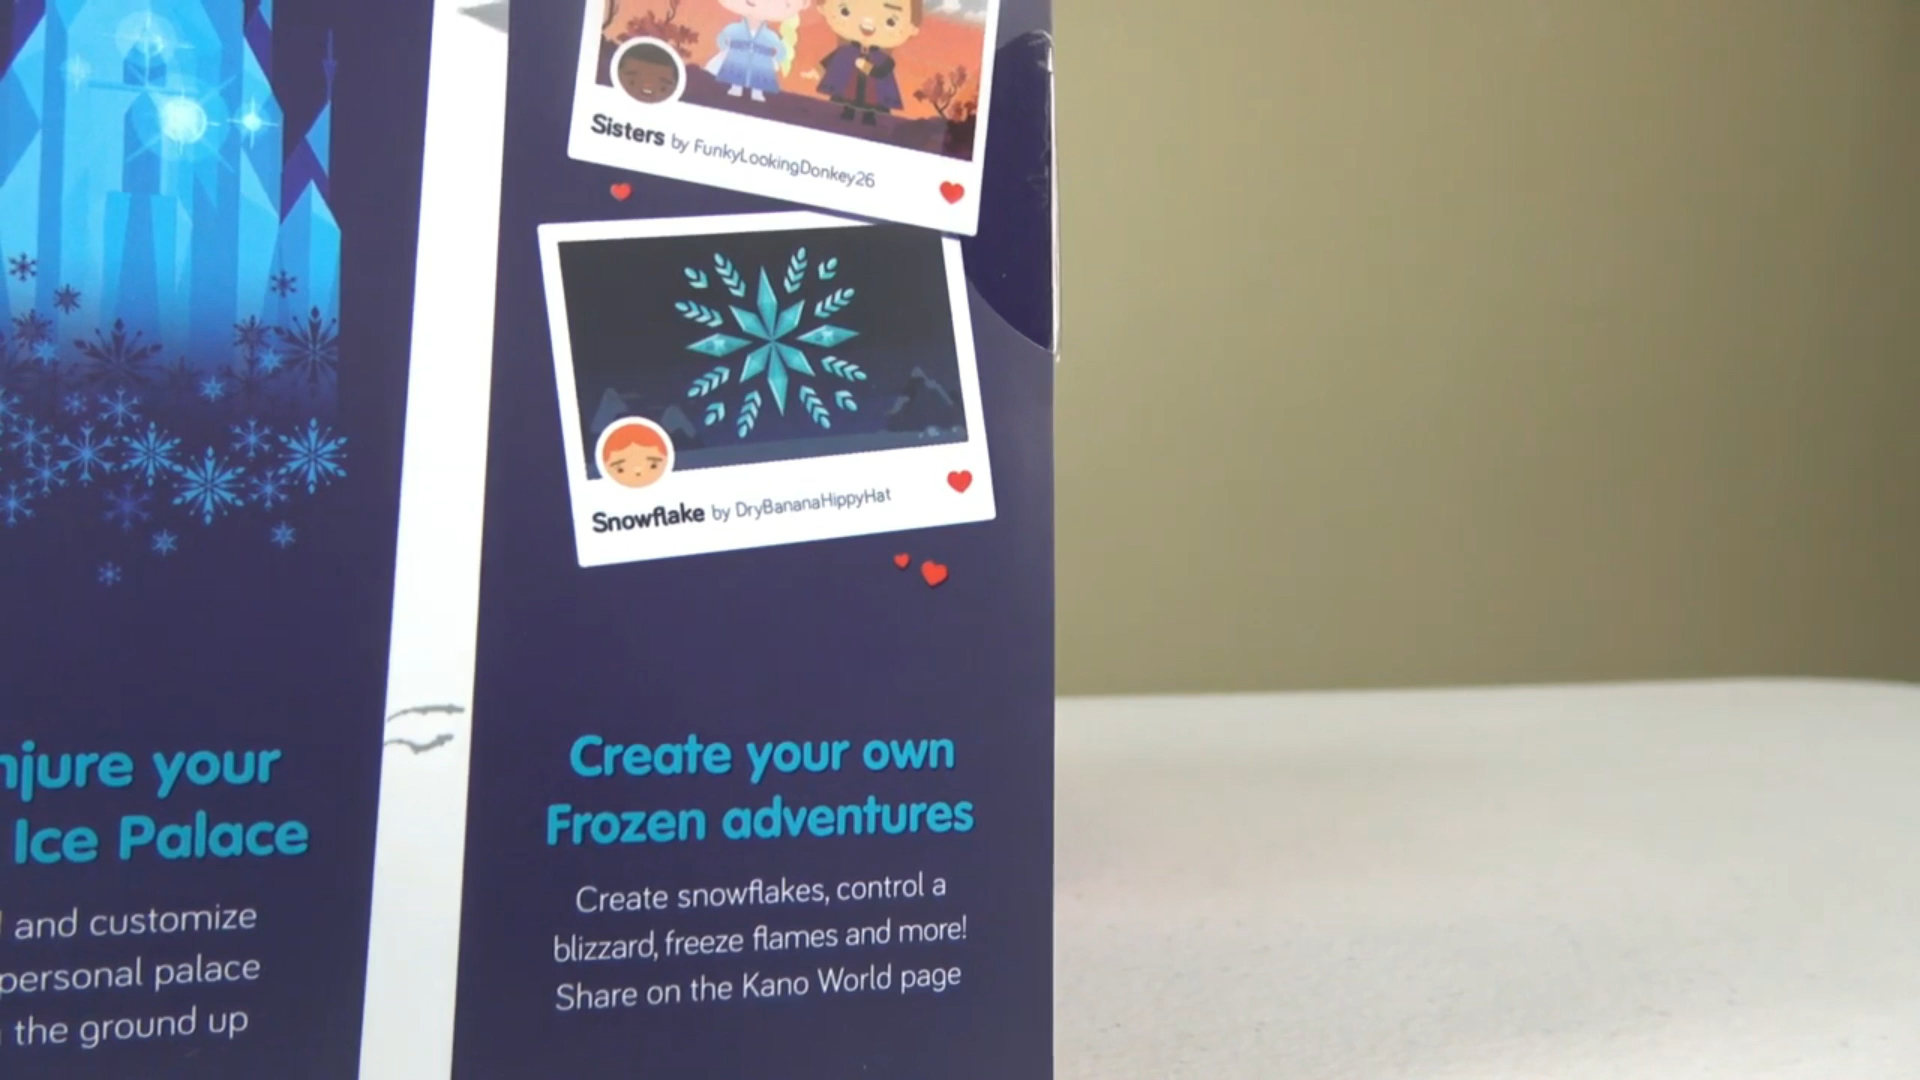 njure your
Ice Palace
and customize
personal palace
the ground up
Sisters by FunkyLookingDonkey26
Snowflake by DryBananaHippyHat
Create your own
Frozen adventures
Create snowflakes, control a
blizzard, freeze flames and more!
Share on the Kano World page